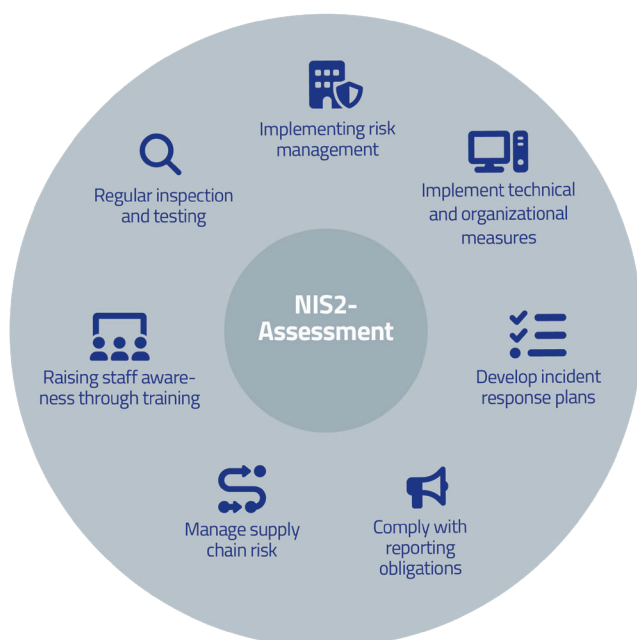 Implementing risk
management
Implement technical
and organizational
measures
Develop incident
response plans
Comply with
reporting
obligations
Manage supply
chain risk
Raising staff aware-
ness through training
Regular inspection
and testing
NIS2-
Assessment